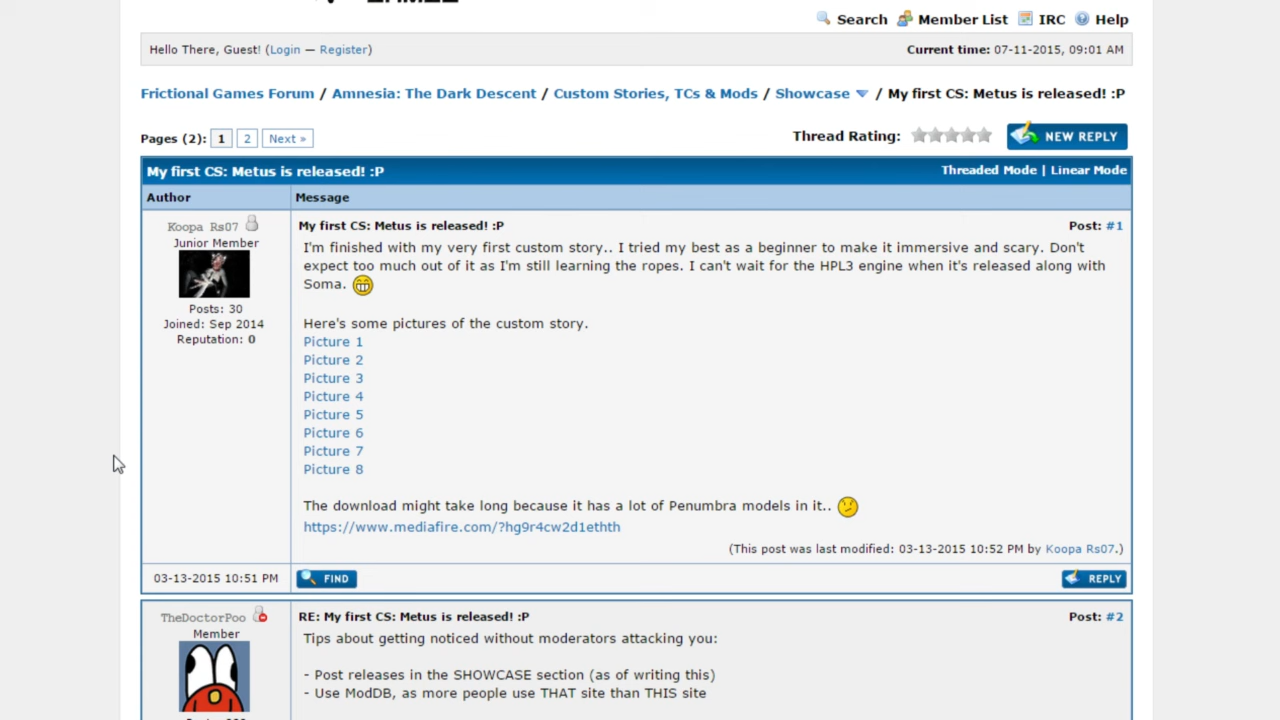 Search Member List IRC Help
Hello There, Guest! (Login — Register)
Current time: 07-11-2015, 09:01 AM
Frictional Games Forum / Amnesia: The Dark Descent / Custom Stories, TCs & Mods / Showcase / My first CS: Metus is released! :P
Pages (2): 1 2 Next »
Thread Rating:
NEW REPLY
My first CS: Metus is released! :P
Threaded Mode | Linear Mode
Author
Message
Koopa Rs07
Junior Member
Posts: 30
Joined: Sep 2014
Reputation: 0
My first CS: Metus is released! :P
Post: #1
I'm finished with my very first custom story.. I tried my best as a beginner to make it immersive and scary. Don't
expect too much out of it as I'm still learning the ropes. I can't wait for the HPL3 engine when it's released along with
Soma.
Here's some pictures of the custom story.
Picture 1
Picture 2
Picture 3
Picture 4
Picture 5
Picture 6
Picture 7
Picture 8
The download might take long because it has a lot of Penumbra models in it..
https://www.mediafire.com/?hg9r4cw2d1ethth
(This post was last modified: 03-13-2015 10:52 PM by Koopa Rs07.)
03-13-2015 10:51 PM
FIND
REPLY
TheDoctorPoo
Member
RE: My first CS: Metus is released! :P
Post: #2
Tips about getting noticed without moderators attacking you:
- Post releases in the SHOWCASE section (as of writing this)
- Use ModDB, as more people use THAT site than THIS site